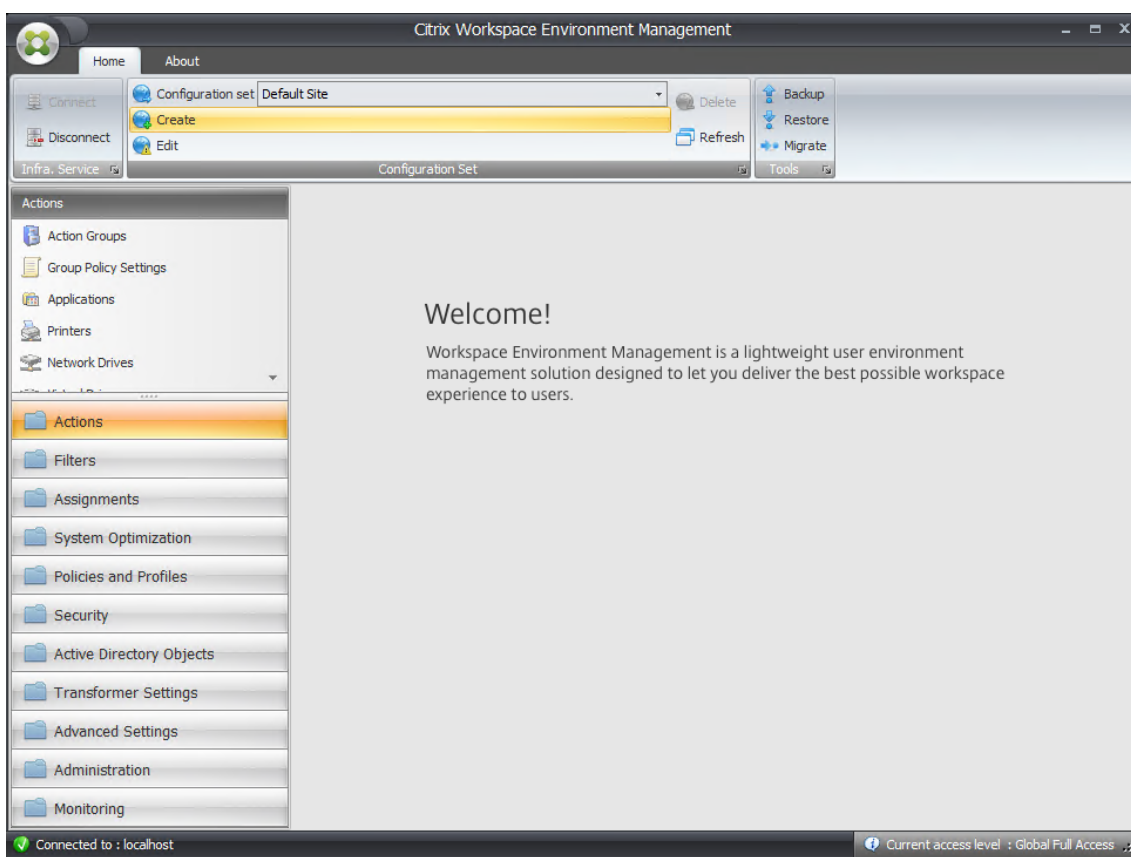 Citrix Workspace Environment Management
Home About
Connect
Disconnect
Infra. Service
Configuration set Default Site
Create
Edit
Delete
Refresh
Configuration Set
Backup
Restore
Migrate
Tools
Actions
Action Groups
Group Policy Settings
Applications
Printers
Network Drives
Actions
Filters
Assignments
System Optimization
Policies and Profiles
Security
Active Directory Objects
Transformer Settings
Advanced Settings
Administration
Monitoring
Welcome!
Workspace Environment Management is a lightweight user environment
management solution designed to let you deliver the best possible workspace
experience to users.
Connected to : localhost
Current access level : Global Full Access